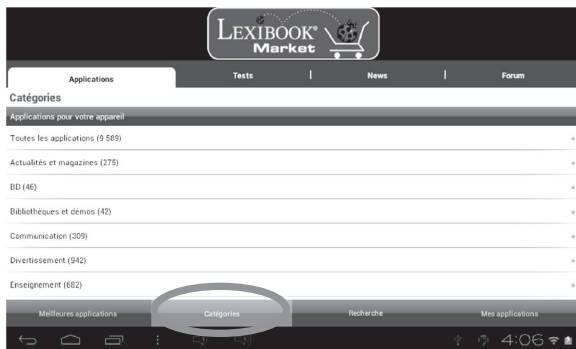 LEXIBOOK®
Market
Applications Tests | News | Forum
Catégories
Applications pour votre appareil
Toutes les applications (9 589)
Actualités et magazines (275)
BD (46)
Bibliothèques et démos (42)
Communication (309)
Divertissement (942)
Enseignement (682)
Meilleures applications Catégories Recherche Mes applications
4:06